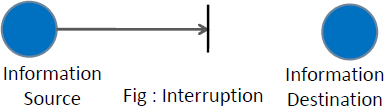 Information
Source
Fig : Interruption
Information
Destination